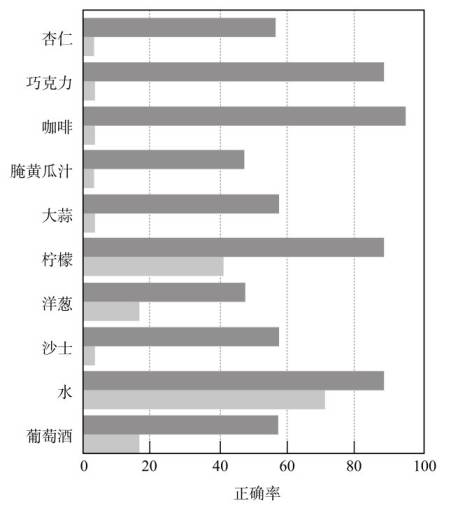 杏仁
巧克力
咖啡
腌黄瓜汁
大蒜
柠檬
洋葱
沙士
水
葡萄酒
0 20 40 60 80 100
正确率